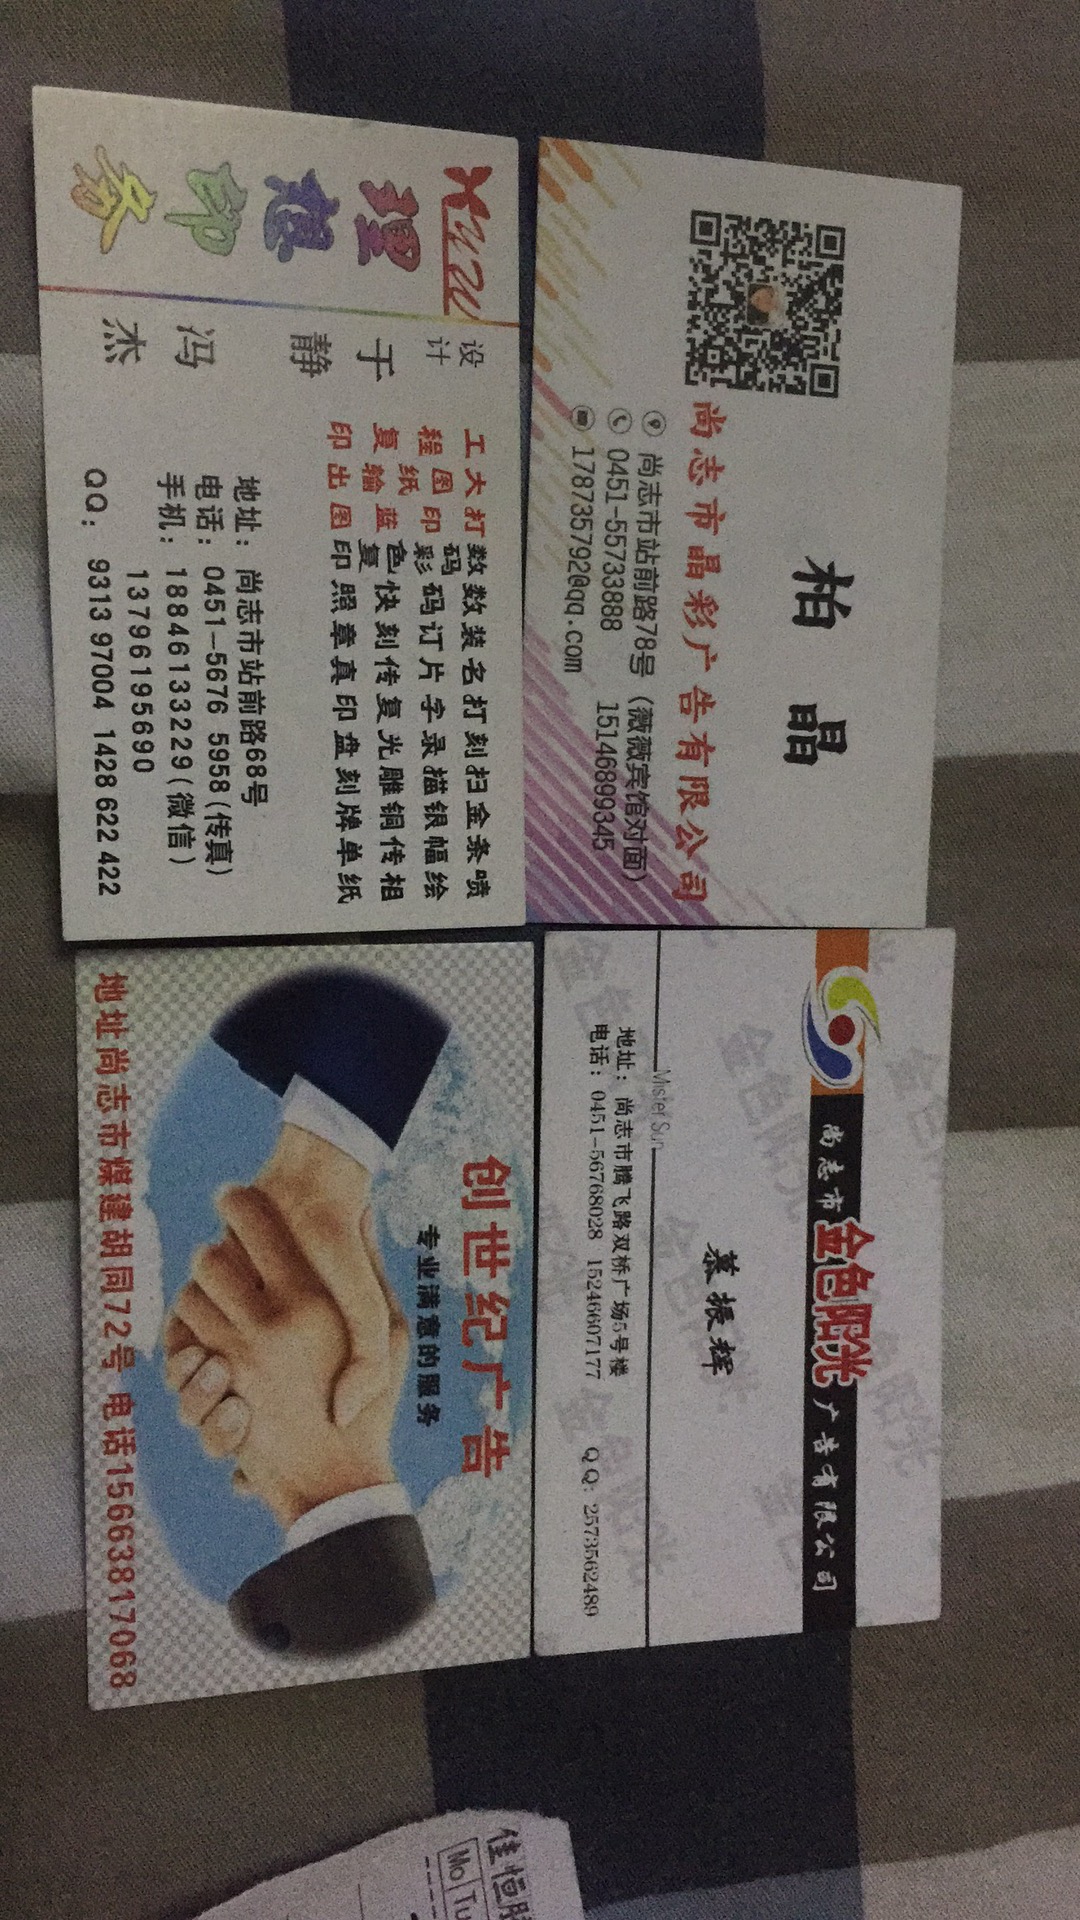 柏晶
尚志市晶彩广告有限公司
尚志市站前路78号（薇薇宾馆对面）
0451-55733888 15146899345
178735792@qq.com
尚志市金色阳光广告有限公司
慕振辉
Mister Sun
地址：尚志市腾飞路双桥广场5号楼
电话：0451-56768028 15246607177 QQ：2573562489
理想印务
设计
于静
冯杰
工程复印
大图纸输出
打印蓝图
数码彩色复印
数码快照
装订刻章
名片传真
打字复印
刻录光盘
扫描雕刻
金银铜牌
条幅传单
喷绘相纸
地址：尚志市站前路68号
电话：0451-5676 5958(传真)
手机：18846133229(微信)
13796195690
QQ：9313 97004 1428 622 422
创世纪广告
专业满意的服务
地址尚志市煤建胡同72号 电话15663817068
佳恒
Mo Tu